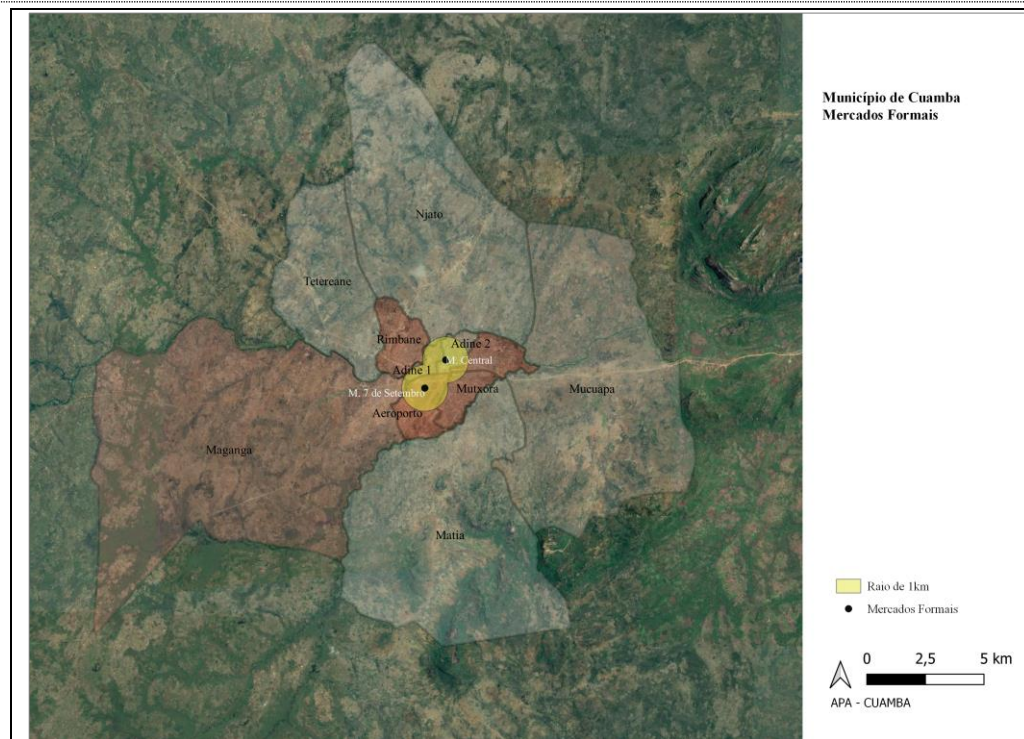 Município de Cuamba
Mercados Formais
Njato
Tetereane
Rimbane
Adine 2
M. Central
Adine 1
M. 7 de Setembro
Mutxora
Mucuapa
Aeroporto
Maganga
Matia
Raio de 1km
Mercados Formais
0 2,5 5 km
APA - CUAMBA